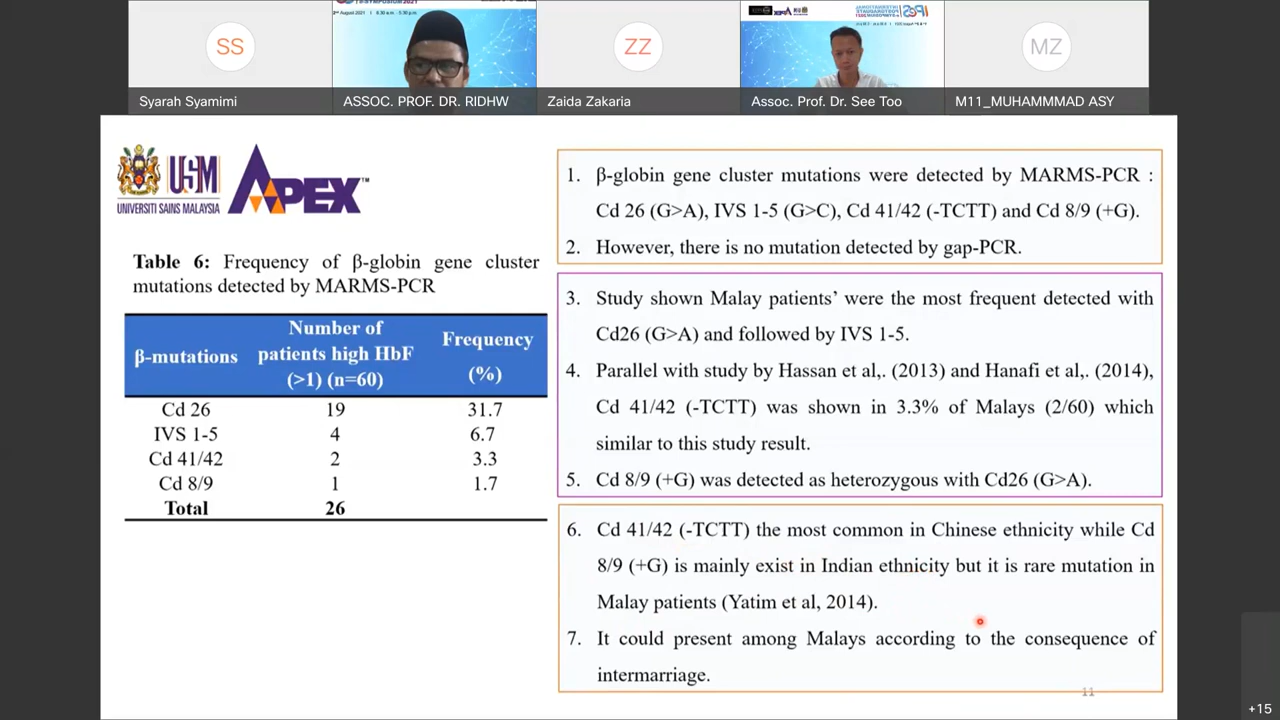 SYMPOSIUM2021
2nd August 2021 | 8.30 a.m. - 5.30 p.m.
SS
ZZ
MZ
Syarah Syamimi
ASSOC. PROF. DR. RIDHW
Zaida Zakaria
Assoc. Prof. Dr. See Too
M11_MUHAMMMAD ASY
USM
UNIVERSITI SAINS MALAYSIA
APEX™
Table 6: Frequency of β-globin gene cluster
mutations detected by MARMS-PCR
β-mutations Number of patients high HbF (>1) (n=60) Frequency (%)
Cd 26 19 31.7
IVS 1-5 4 6.7
Cd 41/42 2 3.3
Cd 8/9 1 1.7
Total 26
1. β-globin gene cluster mutations were detected by MARMS-PCR :
Cd 26 (G>A), IVS 1-5 (G>C), Cd 41/42 (-TCTT) and Cd 8/9 (+G).
2. However, there is no mutation detected by gap-PCR.
3. Study shown Malay patients’ were the most frequent detected with
Cd26 (G>A) and followed by IVS 1-5.
4. Parallel with study by Hassan et al,. (2013) and Hanafi et al,. (2014),
Cd 41/42 (-TCTT) was shown in 3.3% of Malays (2/60) which
similar to this study result.
5. Cd 8/9 (+G) was detected as heterozygous with Cd26 (G>A).
6. Cd 41/42 (-TCTT) the most common in Chinese ethnicity while Cd
8/9 (+G) is mainly exist in Indian ethnicity but it is rare mutation in
Malay patients (Yatim et al, 2014).
7. It could present among Malays according to the consequence of
intermarriage.
11
+15